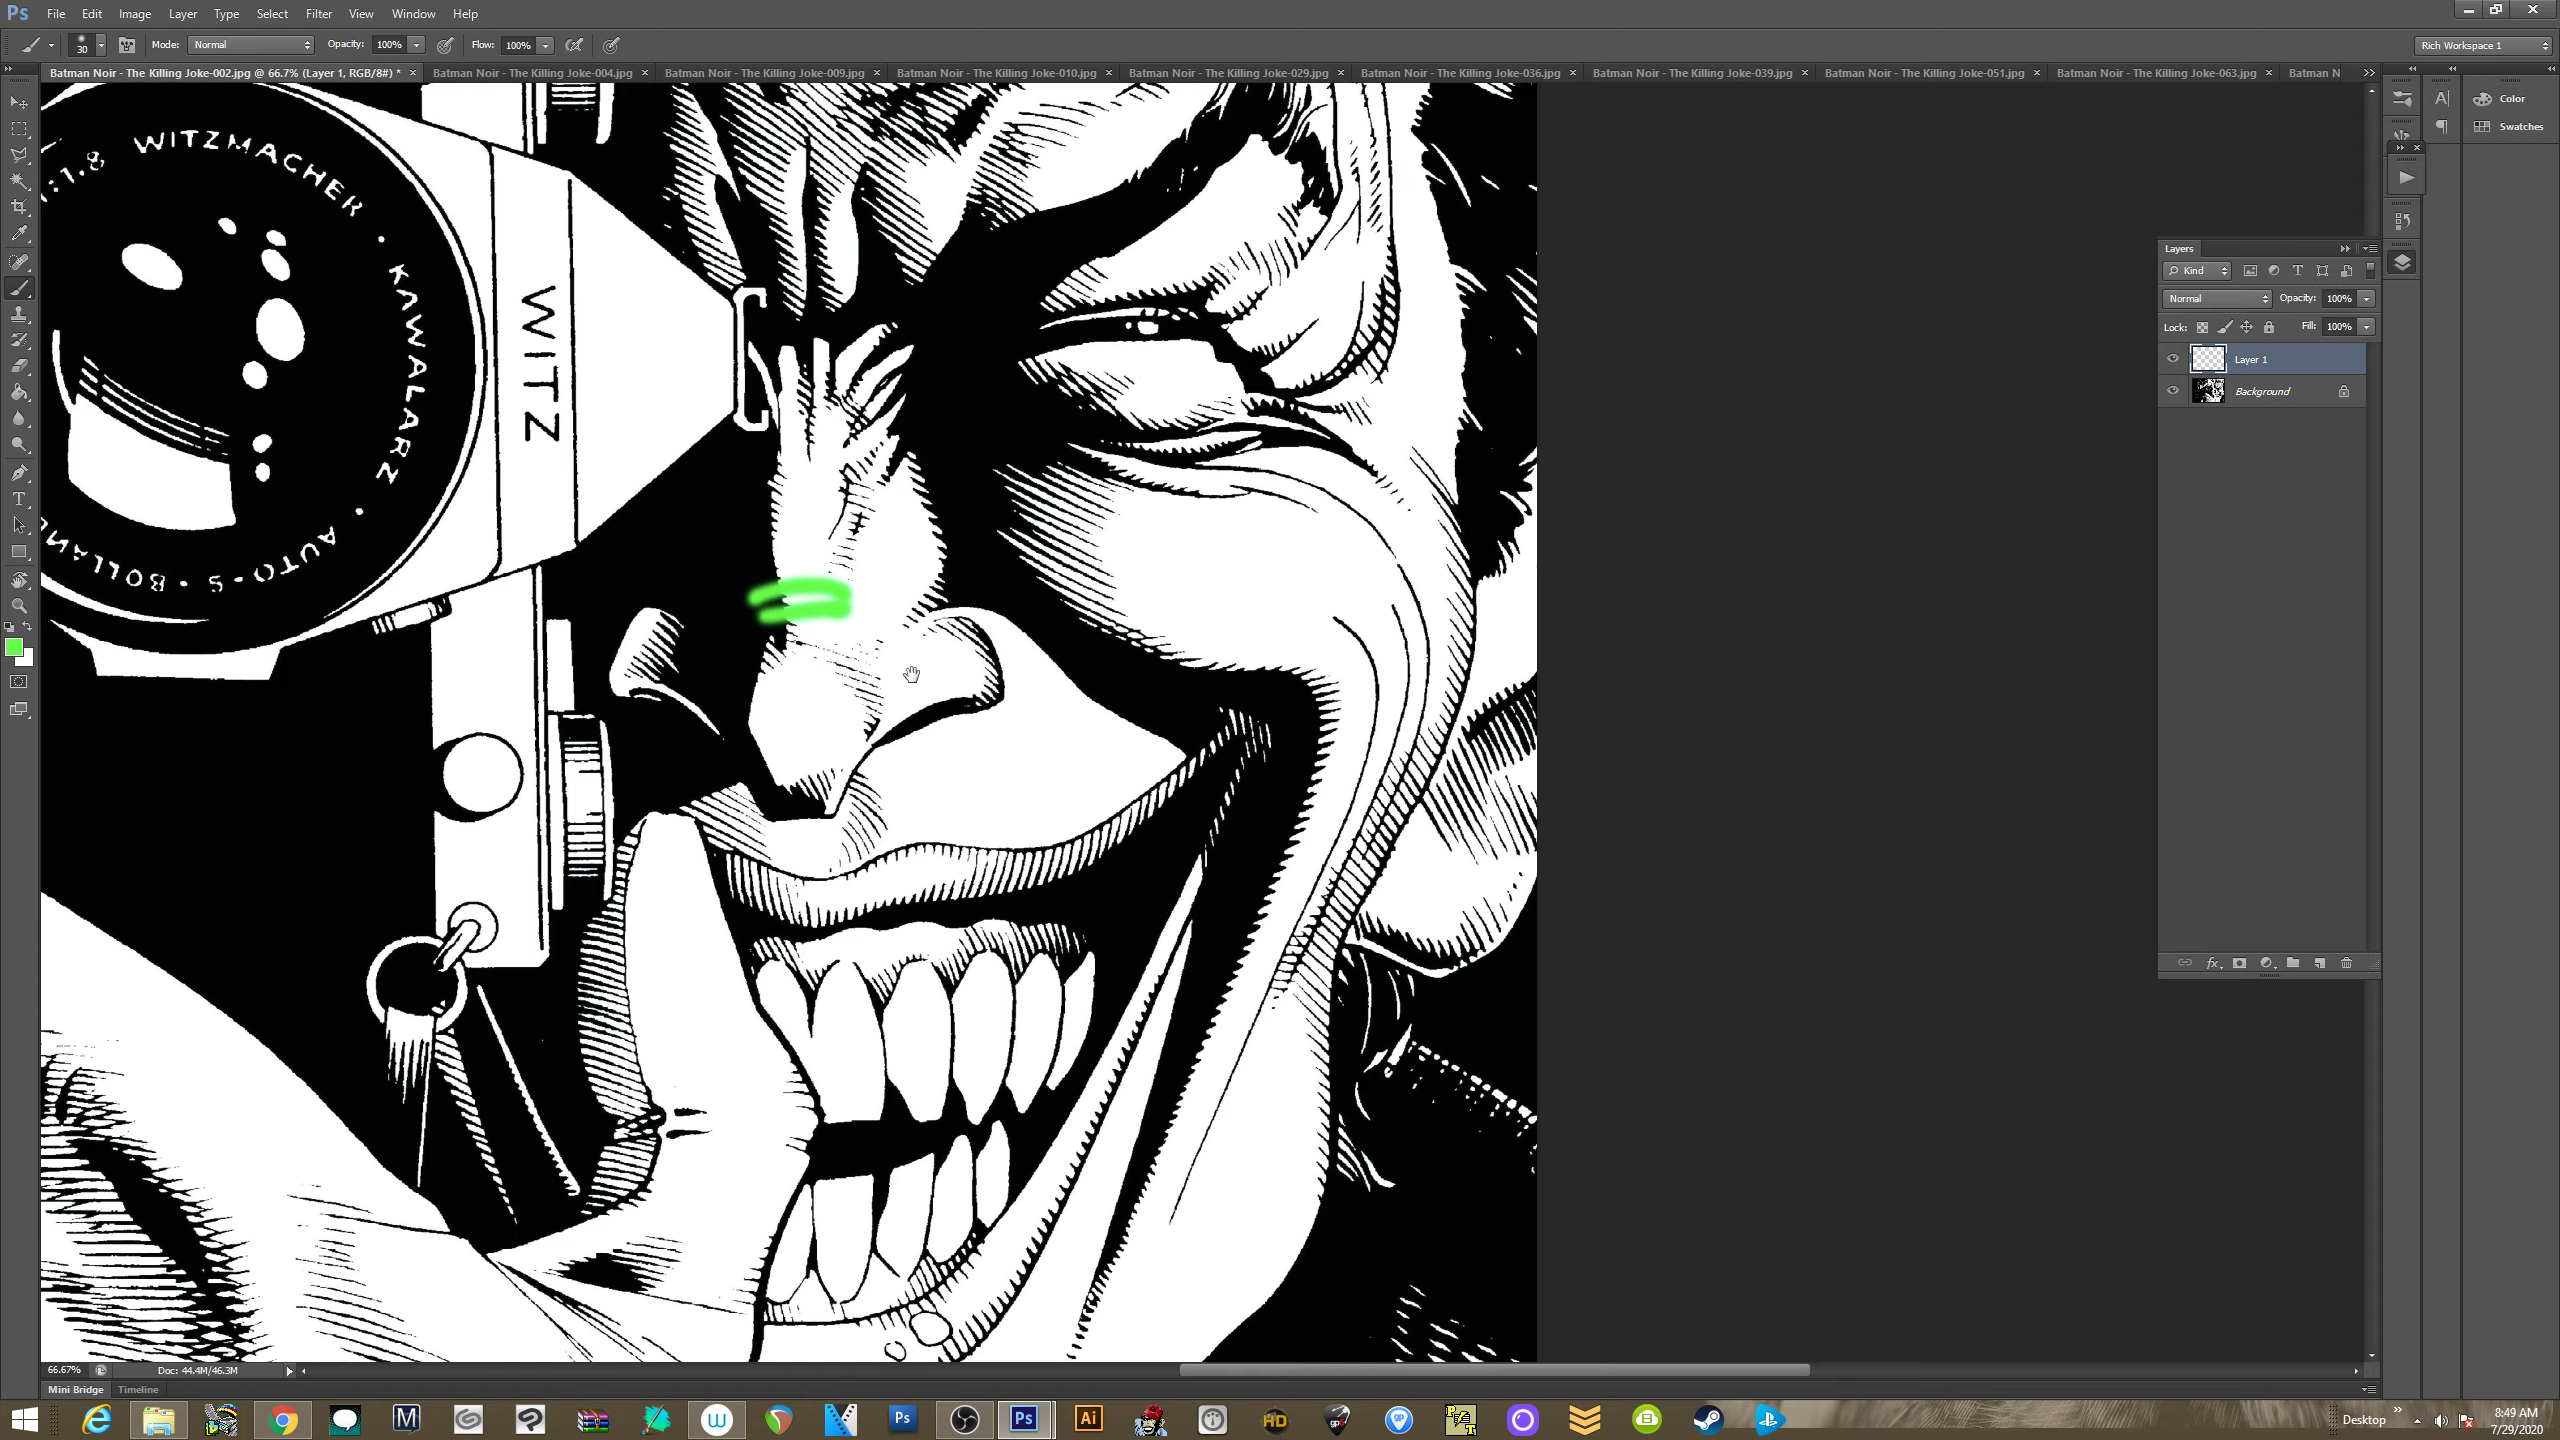 Ps File Edit Image Layer Type Select Filter View Window Help
30 Mode: Normal Opacity: 100% Flow: 100% Rich Workspace 1
Batman Noir - The Killing Joke-002.jpg @ 66.7% (Layer 1, RGB/8#) * × Batman Noir - The Killing Joke-004.jpg × Batman Noir - The Killing Joke-009.jpg × Batman Noir - The Killing Joke-010.jpg × Batman Noir - The Killing Joke-029.jpg × Batman Noir - The Killing Joke-036.jpg × Batman Noir - The Killing Joke-039.jpg × Batman Noir - The Killing Joke-051.jpg × Batman Noir - The Killing Joke-063.jpg × Batman N
Color
Swatches
:1.8 WITZMACHER • KAWALARZ • AUTO-S • BOLLAND
WITZ
Layers
Kind
Normal Opacity: 100%
Lock: Fill: 100%
Layer 1
Background
66.67% Doc: 44.4M/46.3M
Mini Bridge Timeline
Desktop
8:49 AM
7/29/2020